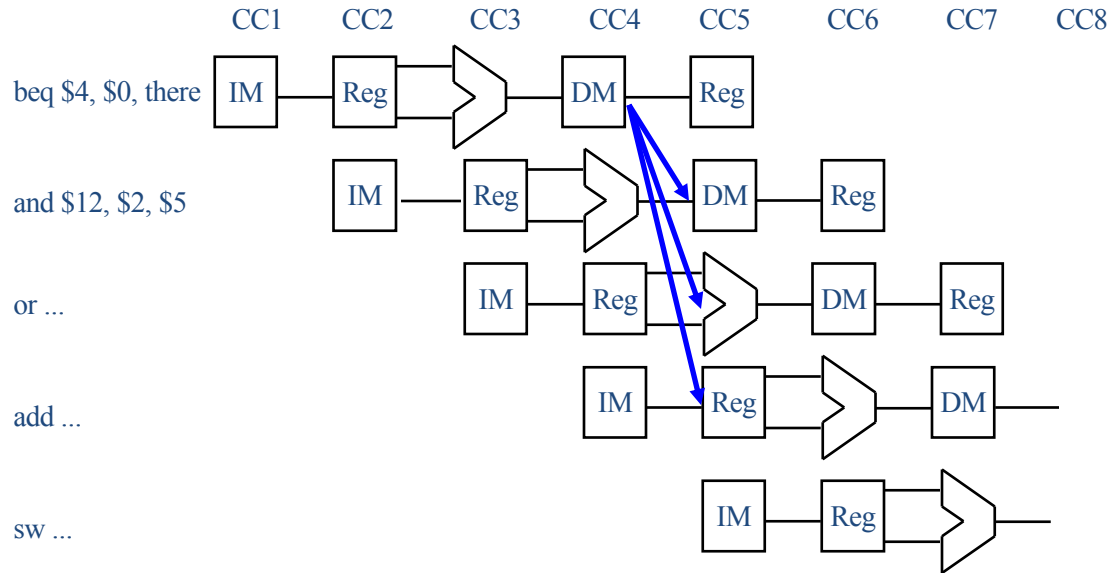 CC1 CC2 CC3 CC4 CC5 CC6 CC7 CC8
beq $4, $0, there IM Reg DM Reg
and $12, $2, $5 IM Reg DM Reg
or ... IM Reg DM Reg
add ... IM Reg DM
sw ... IM Reg